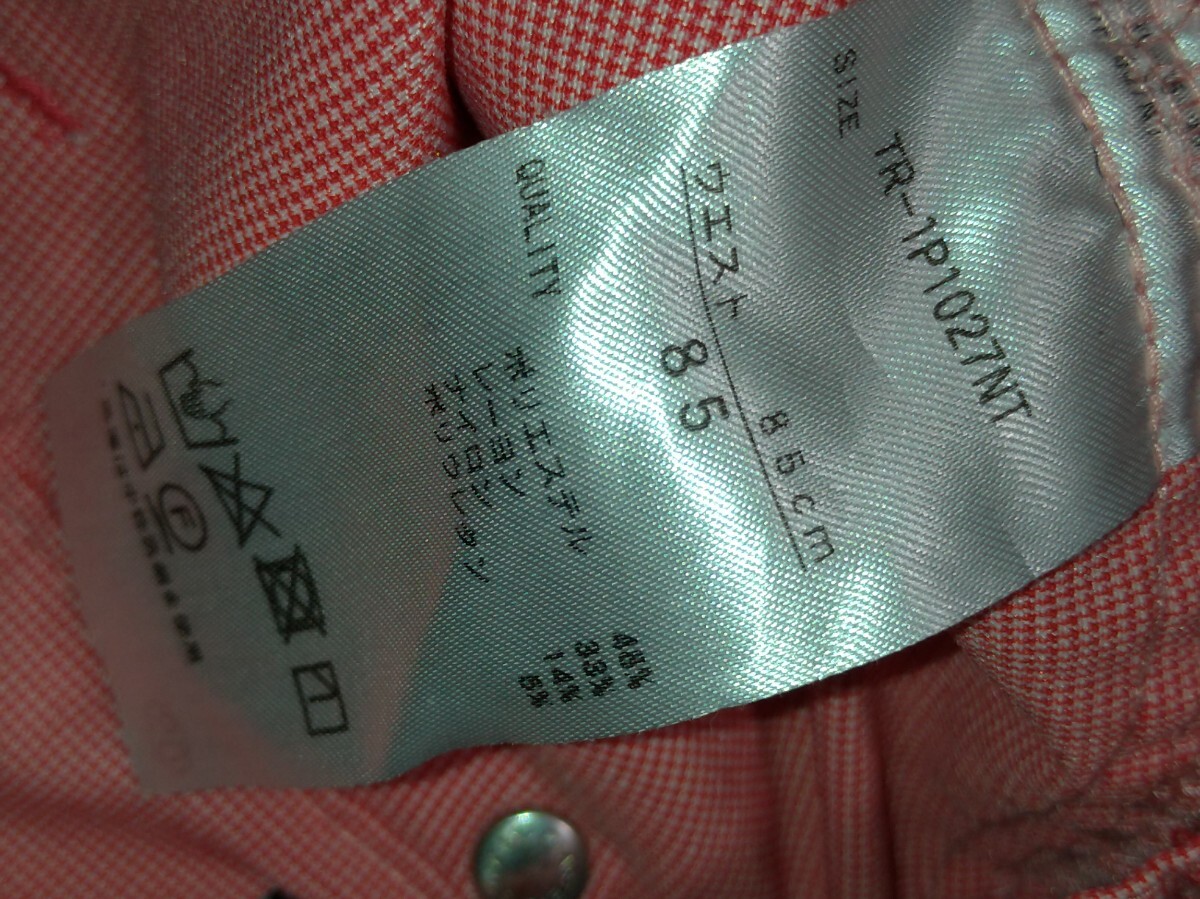 TR-1P1027NT
SIZE
ウエスト 85cm
85
QUALITY
ポリエステル 48%
レーヨン 33%
ナイロン 14%
ポリウレタン 5%
F